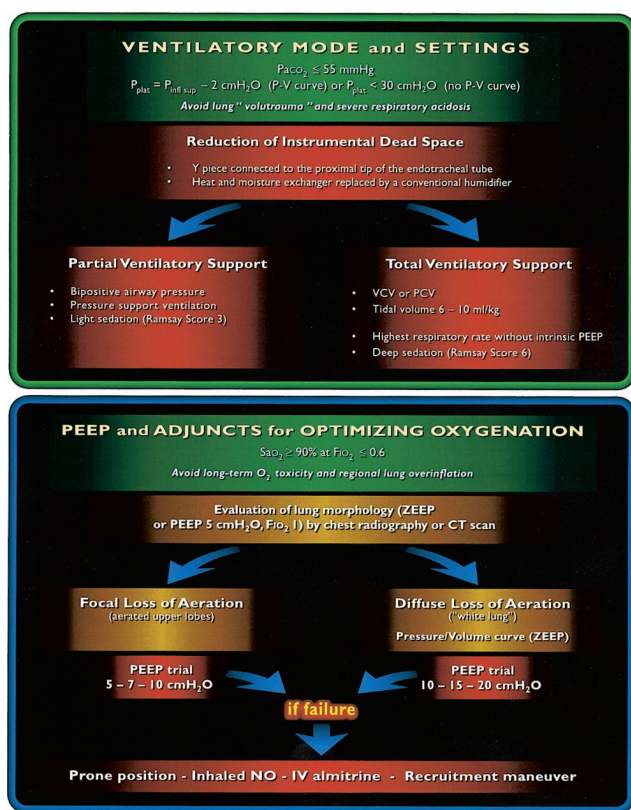 VENTILATORY MODE and SETTINGS
PaCO₂ ≤ 55 mmHg
Pplat = Pinfl sup – 2 cmH₂O (P-V curve) or Pplat < 30 cmH₂O (no P-V curve)
Avoid lung " volutrauma " and severe respiratory acidosis
Reduction of Instrumental Dead Space
• Y piece connected to the proximal tip of the endotracheal tube
• Heat and moisture exchanger replaced by a conventional humidifier
Partial Ventilatory Support
• Bipositive airway pressure
• Pressure support ventilation
• Light sedation (Ramsay Score 3)
Total Ventilatory Support
• VCV or PCV
• Tidal volume 6 – 10 ml/kg
• Highest respiratory rate without intrinsic PEEP
• Deep sedation (Ramsay Score 6)
PEEP and ADJUNCTS for OPTIMIZING OXYGENATION
SaO₂ ≥ 90% at FIO₂ ≤ 0.6
Avoid long-term O₂ toxicity and regional lung overinflation
Evaluation of lung morphology (ZEEP
or PEEP 5 cmH₂O, FIO₂ 1) by chest radiography or CT scan
Focal Loss of Aeration
(aerated upper lobes)
Diffuse Loss of Aeration
("white lung")
Pressure/Volume curve (ZEEP)
PEEP trial
5 – 7 – 10 cmH₂O
PEEP trial
10 – 15 – 20 cmH₂O
if failure
Prone position - Inhaled NO - IV almitrine - Recruitment maneuver